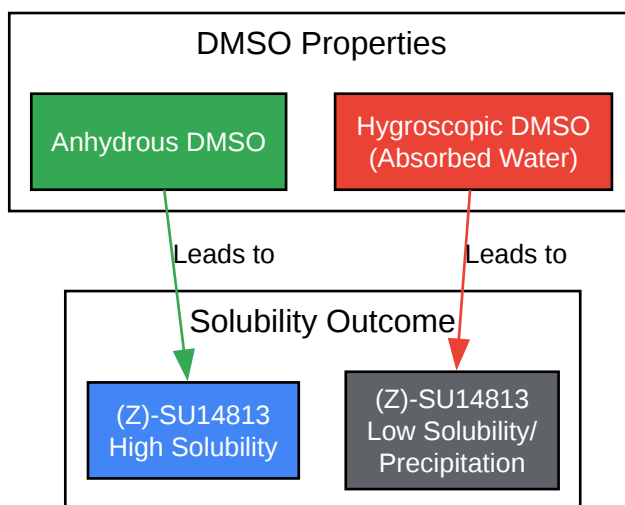 DMSO Properties
Anhydrous DMSO
Hygroscopic DMSO
(Absorbed Water)
Leads to
Leads to
Solubility Outcome
(Z)-SU14813
High Solubility
(Z)-SU14813
Low Solubility/
Precipitation